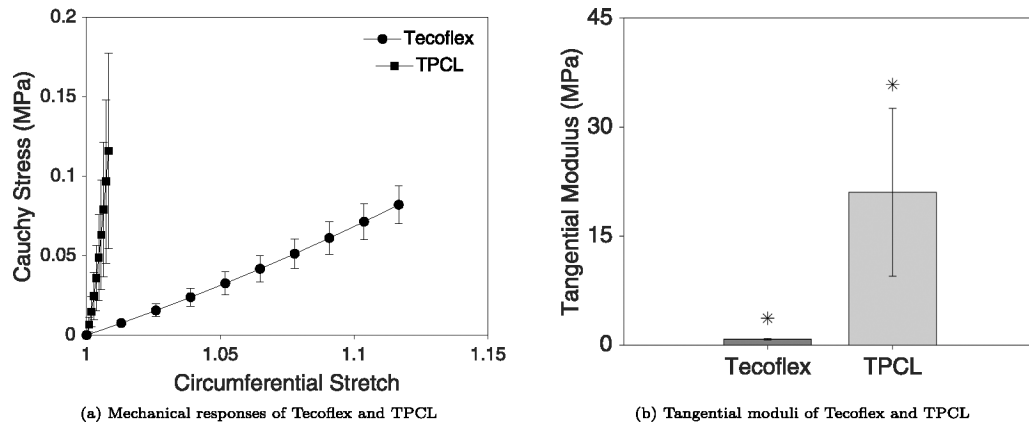 0.2
0.15
0.1
0.05
0
Cauchy Stress (MPa)
Tecoflex
TPCL
1
1.05
1.1
1.15
Circumferential Stretch
(a) Mechanical responses of Tecoflex and TPCL
45
30
15
0
Tangential Modulus (MPa)
*
*
Tecoflex
TPCL
(b) Tangential moduli of Tecoflex and TPCL